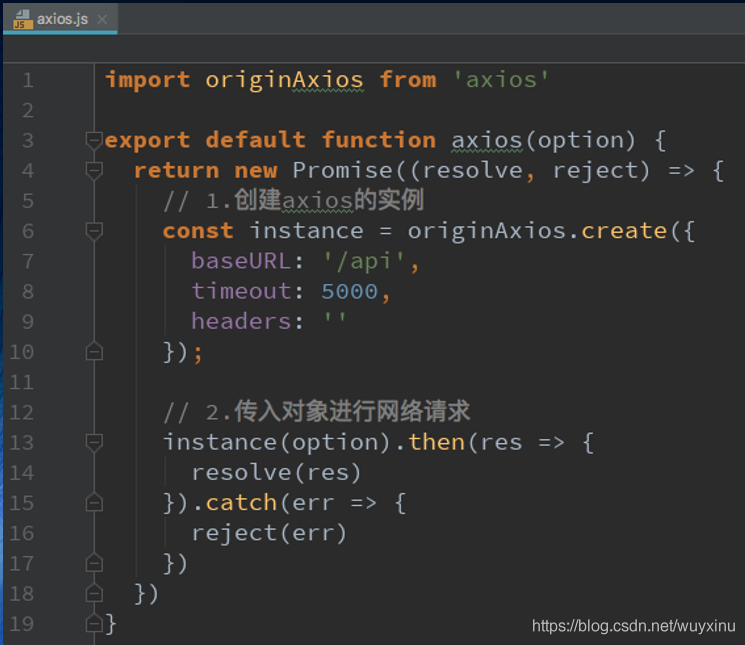 axios.js
1 import originAxios from 'axios'
2
3 export default function axios(option) {
4   return new Promise((resolve, reject) => {
5     // 1.创建axios的实例
6     const instance = originAxios.create({
7       baseURL: '/api',
8       timeout: 5000,
9       headers: ''
10     });
11
12     // 2.传入对象进行网络请求
13     instance(option).then(res => {
14       resolve(res)
15     }).catch(err => {
16       reject(err)
17     })
18   })
19 }
https://blog.csdn.net/wuyxinu